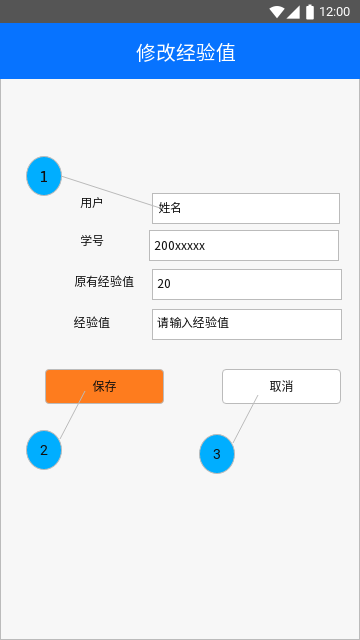 12:00
修改经验值
1
用户 姓名
学号 200xxxxx
原有经验值 20
经验值 请输入经验值
保存 取消
2 3